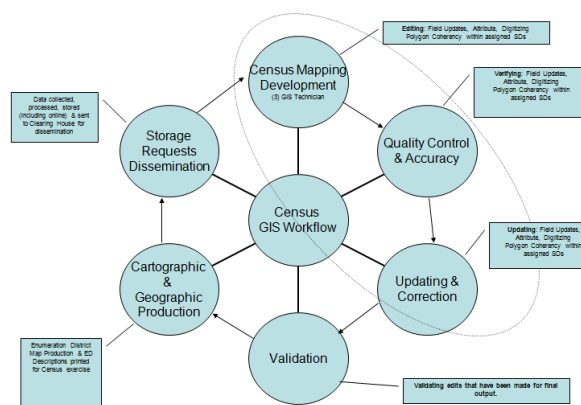 Editing: Field Updates, Attribute, Digitizing
Polygon Coherency within assigned SDs
Census Mapping
Development
(3) GIS Technician
Verifying: Field Updates,
Attribute, Digitizing
Polygon Coherency within
assigned SDs
Data collected,
processed, stored
(including online) & sent
to Clearing House for
dissemination
Storage
Requests
Dissemination
Quality Control
& Accuracy
Census
GIS Workflow
Updating: Field Updates,
Attribute, Digitizing
Polygon Coherency within
assigned SDs
Cartographic
&
Geographic
Production
Updating &
Correction
Enumeration District
Map Production & ED
Descriptions printed
for Census exercise
Validation
Validating edits that have been made for final
output.